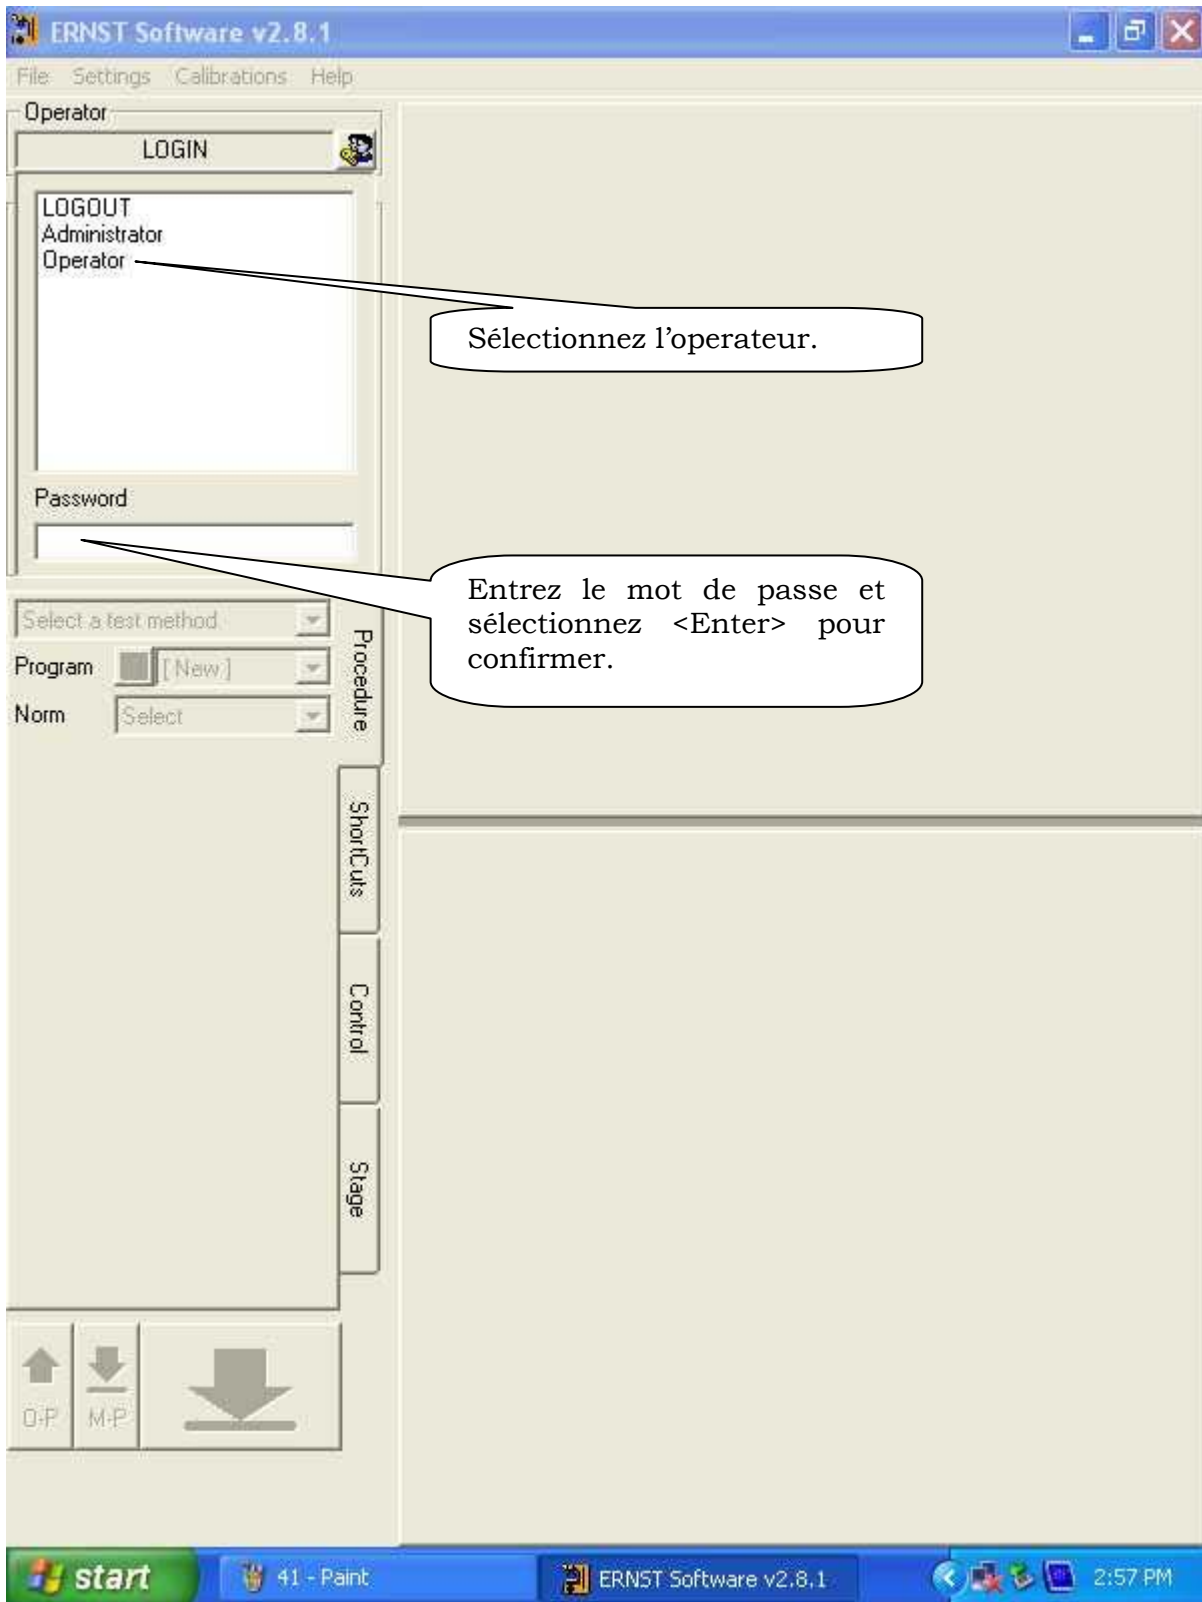 ERNST Software v2.8.1
File Settings Calibrations Help
Operator
LOGIN
LOGOUT
Administrator
Operator
Sélectionnez l’operateur.
Password
Entrez le mot de passe et
sélectionnez <Enter> pour
confirmer.
Select a test method.
Program [ New ]
Norm Select
Procedure
ShortCuts
Control
Stage
O-P M-P
start 41 - Paint ERNST Software v2.8.1 2:57 PM